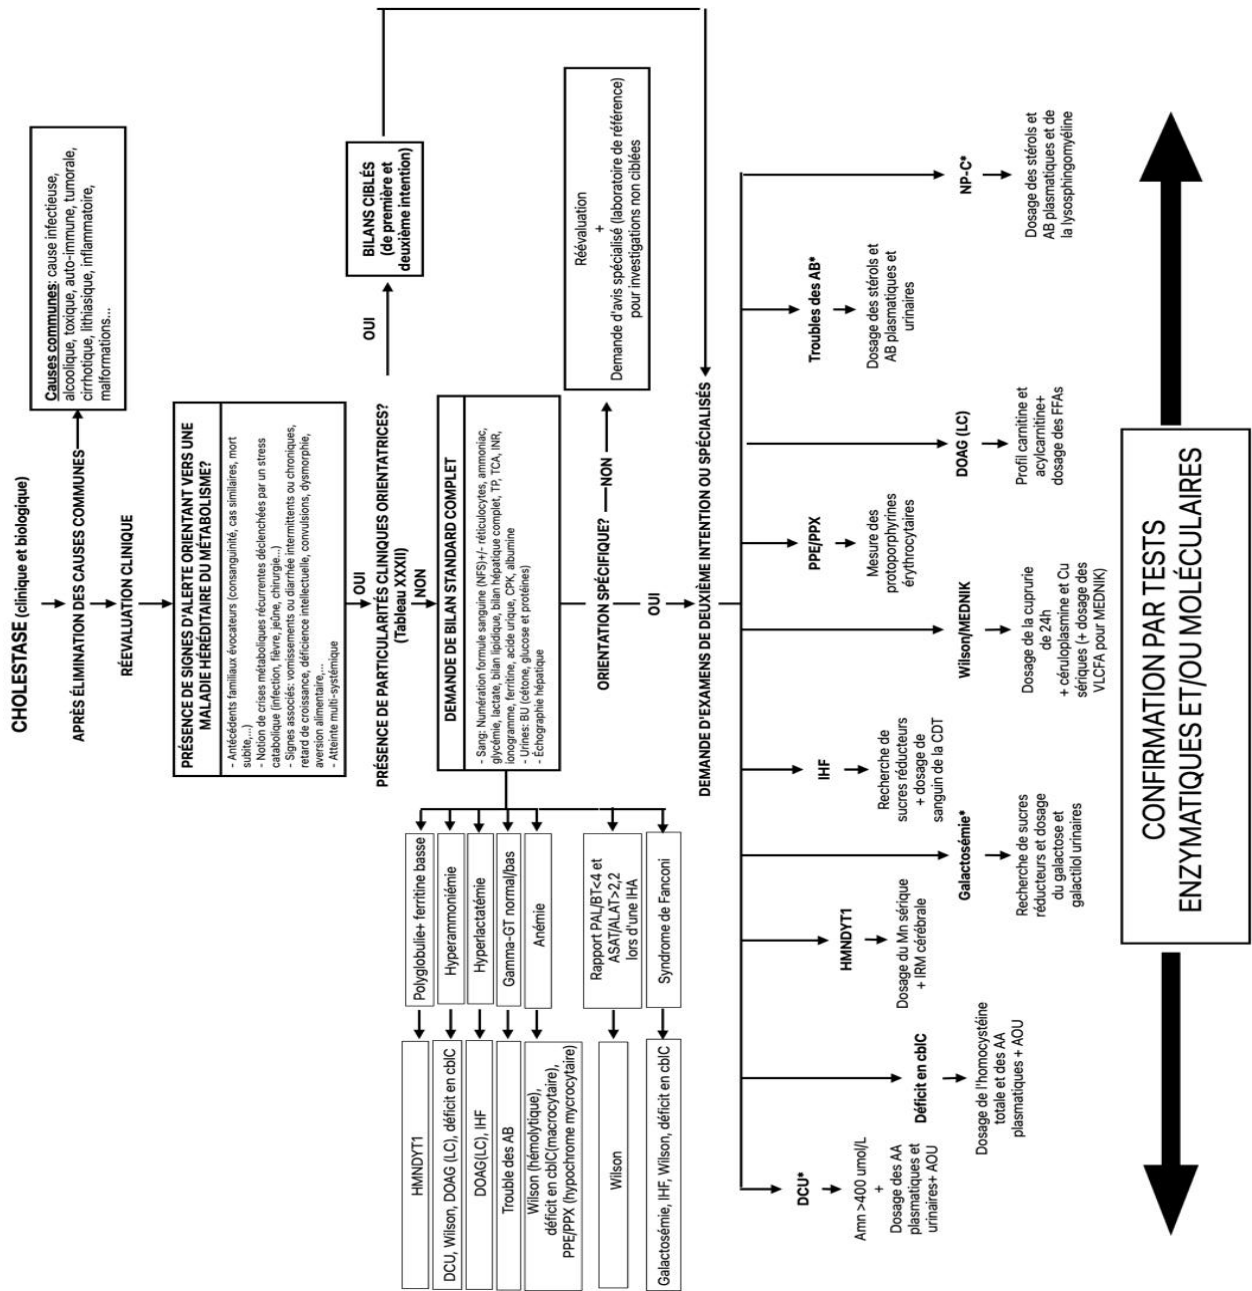 CHOLESTASE (clinique et biologique)
APRÈS ÉLIMINATION DES CAUSES COMMUNES
Causes communes: cause infectieuse,
alcoolique, toxique, auto-immune, tumorale,
cirrhotique, lithiasique, inflammatoire,
malformations...
RÉEVALUATION CLINIQUE
PRÉSENCE DE SIGNES D'ALERTE ORIENTANT VERS UNE
MALADIE HÉRÉDITAIRE DU MÉTABOLISME?
- Antécédents familiaux évocateurs (consanguinité, cas similaires, mort
subite,...)
- Notion de crises métaboliques récurrentes déclenchées par un stress
catabolique (infection, fièvre, jeûne, chirurgie...)
- Signes associés: vomissements ou diarrhée intermittents ou chroniques,
retard de croissance, déficience intellectuelle, convulsions, dysmorphie,
aversion alimentaire,...
- Atteinte multi-systémique
OUI
PRÉSENCE DE PARTICULARITÉS CLINIQUES ORIENTATRICES?
(Tableau XXXII)
OUI
BILANS CIBLÉS
(de première et
deuxième intention)
NON
DEMANDE DE BILAN STANDARD COMPLET
- Sang: Numération formule sanguine (NFS)+/- réticulocytes, ammoniac,
glycémie, lactate, bilan lipidique, bilan hépatique complet, TP, TCA, INR,
ionogramme, ferritine, acide urique, CPK, albumine
- Urines: BU (cétone, glucose et protéines)
- Échographie hépatique
Polyglobulie+ ferritine basse
HMNDYT1
Hyperammoniémie
DCU, Wilson, DOAG (LC), déficit en cblC
Hyperlactatémie
DOAG(LC), IHF
Gamma-GT normal/bas
Trouble des AB
Anémie
Wilson (hémolytique),
déficit en cblC(macrocytaire),
PPE/PPX (hypochrome mycrocytaire)
Rapport PAL/BT<4 et
ASAT/ALAT>2,2
lors d'une IHA
Wilson
Syndrome de Fanconi
Galactosémie, IHF, Wilson, déficit en cblC
ORIENTATION SPÉCIFIQUE?
NON
Réévaluation
+
Demande d'avis spécialisé (laboratoire de référence)
pour investigations non ciblées
OUI
DEMANDE D'EXAMENS DE DEUXIÈME INTENTION OU SPÉCIALISÉS
DCU*
Amn >400 umol/L
+
Dosage des AA
plasmatiques et
urinaires+ AOU
Déficit en cblC
Dosage de l'homocystéine
totale et des AA
plasmatiques + AOU
HMNDYT1
Dosage du Mn sérique
+ IRM cérébrale
Galactosémie*
Recherche de sucres
réducteurs et dosage
du galactose et
galactilol urinaires
IHF
Recherche de
sucres réducteurs
+ dosage de
sanguin de la CDT
Wilson/MEDNIK
Dosage de la cuprurie
de 24h
+ céruloplasmine et Cu
sériques (+ dosage des
VLCFA pour MEDNIK)
PPE/PPX
Mesure des
protoporphyrines
érythrocytaires
DOAG (LC)
Profil carnitine et
acylcarnitine+
dosage des FFAs
Troubles des AB*
Dosage des stérols et
AB plasmatiques et
urinaires
NP-C*
Dosage des stérols et
AB plasmatiques et de
la lysosphingomyéline
CONFIRMATION PAR TESTS
ENZYMATIQUES ET/OU MOLÉCULAIRES